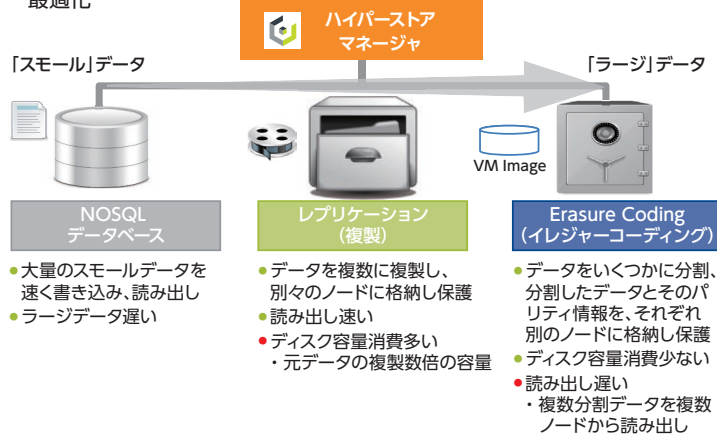 最適化
ハイパーストア
マネージャ
「スモール」データ
「ラージ」データ
VM Image
NOSQL
データベース
レプリケーション
（複製）
Erasure Coding
（イレジャーコーディング）
●大量のスモールデータを
速く書き込み、読み出し
●ラージデータ遅い
●データを複数に複製し、
別々のノードに格納し保護
●読み出し速い
●ディスク容量消費多い
・元データの複製数倍の容量
●データをいくつかに分割、
分割したデータとそのパ
リティ情報を、それぞれ
別のノードに格納し保護
●ディスク容量消費少ない
●読み出し遅い
・複数分割データを複数
ノードから読み出し